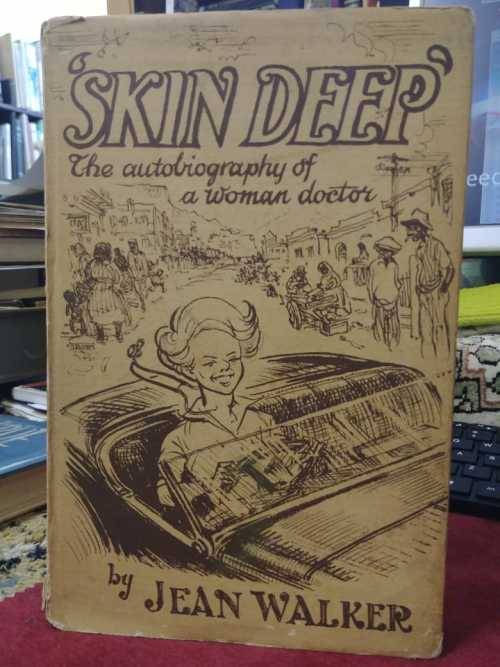 'SKIN DEEP'
The autobiography of
a woman doctor
by JEAN WALKER